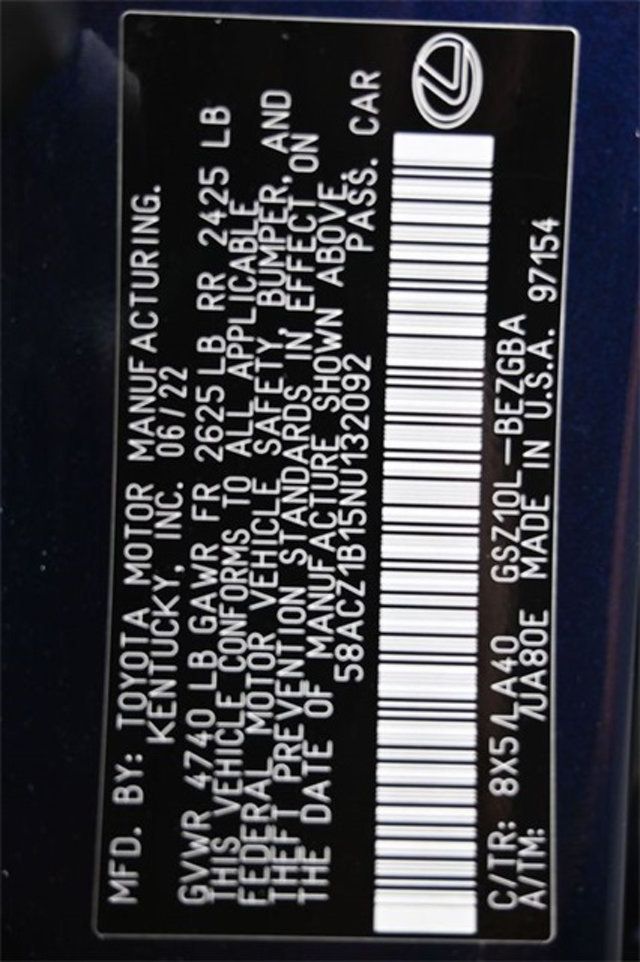 MFD. BY: TOYOTA MOTOR MANUFACTURING.
KENTUCKY, INC. 06/22
GVWR 4740 LB GAWR FR 2625 LB RR 2425 LB
THIS VEHICLE CONFORMS TO ALL APPLICABLE
FEDERAL MOTOR VEHICLE SAFETY, BUMPER, AND
THEFT PREVENTION STANDARDS IN EFFECT ON
THE DATE OF MANUFACTURE SHOWN ABOVE.
58ACZ1B15NU132092 PASS. CAR
C/TR: 8X5/LA40 GSZ10L-BEZGBA
A/TM: /UA80E MADE IN U.S.A. 97154